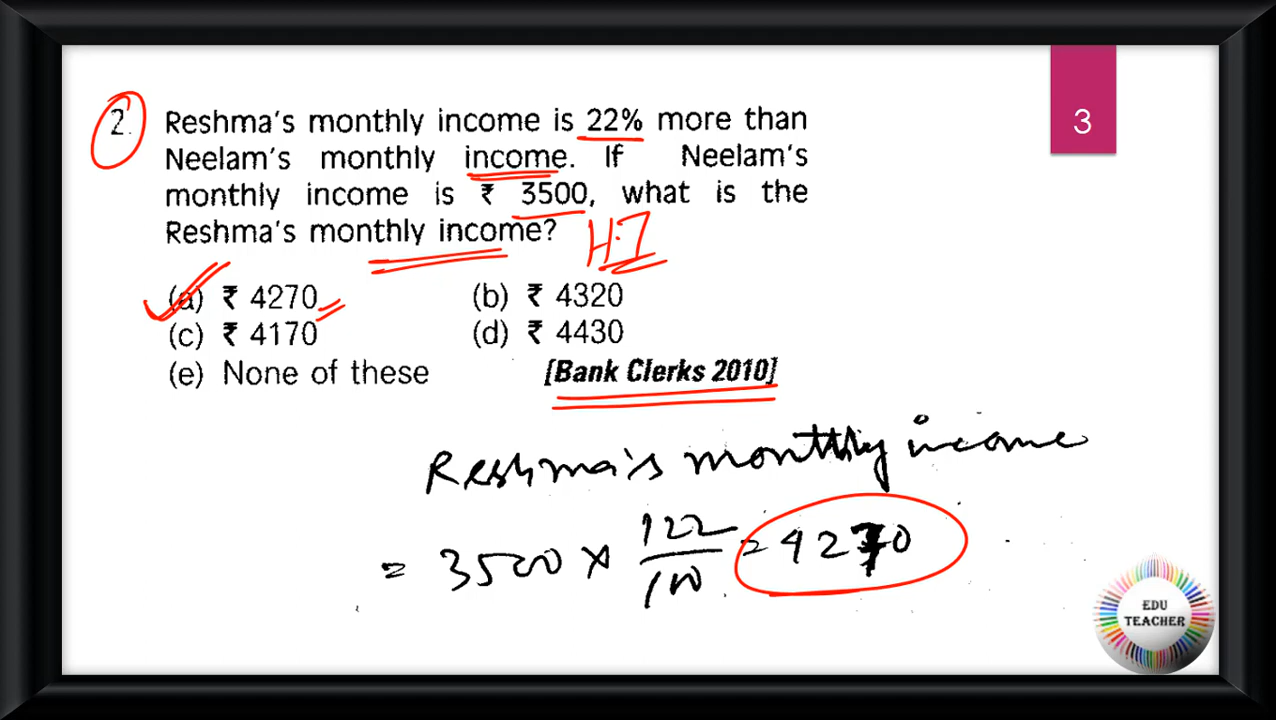 3
2. Reshma's monthly income is 22% more than
Neelam's monthly income. If Neelam's
monthly income is ₹ 3500, what is the
Reshma's monthly income?
H.I
(a) ₹ 4270 (b) ₹ 4320
(c) ₹ 4170 (d) ₹ 4430
(e) None of these [Bank Clerks 2010]
Reshma's monthly income
= 3500 × 122/100 = 4270
EDU
TEACHER